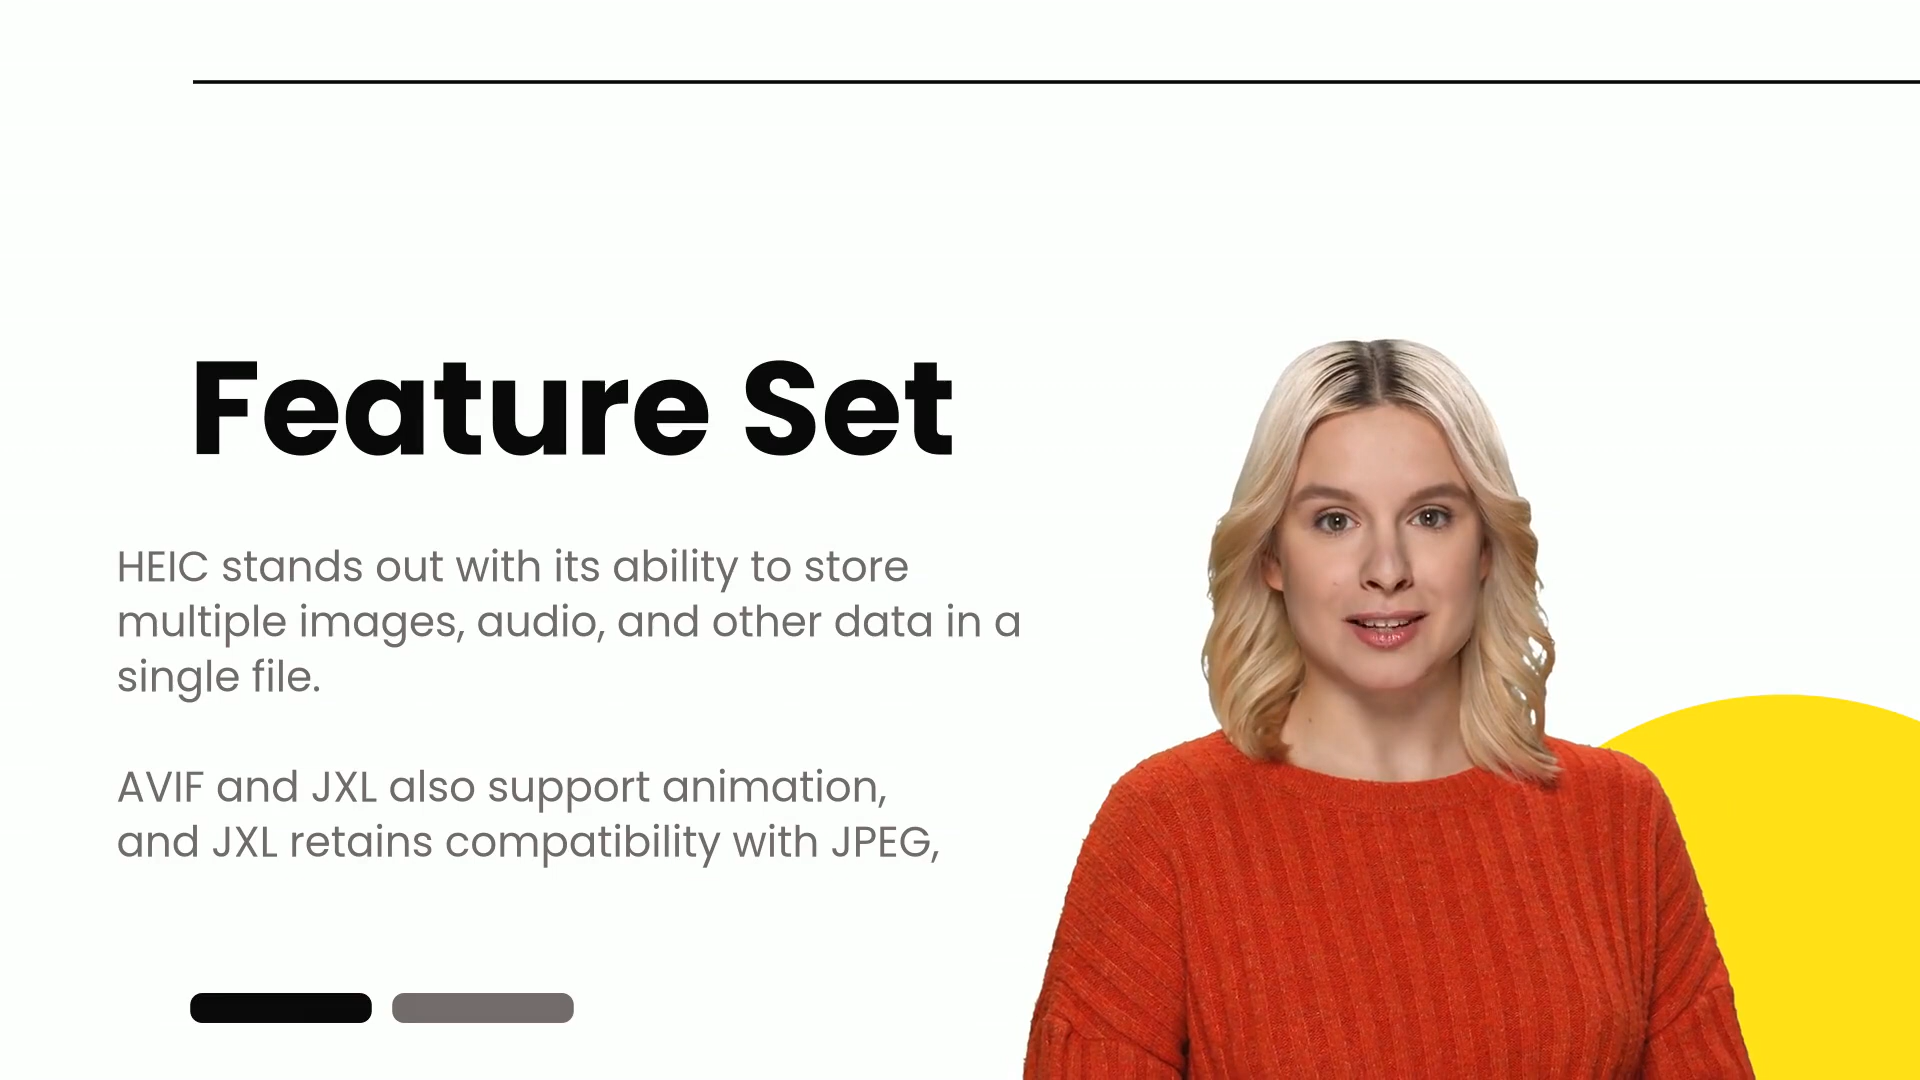 Feature Set
HEIC stands out with its ability to store
multiple images, audio, and other data in a
single file.
AVIF and JXL also support animation,
and JXL retains compatibility with JPEG,